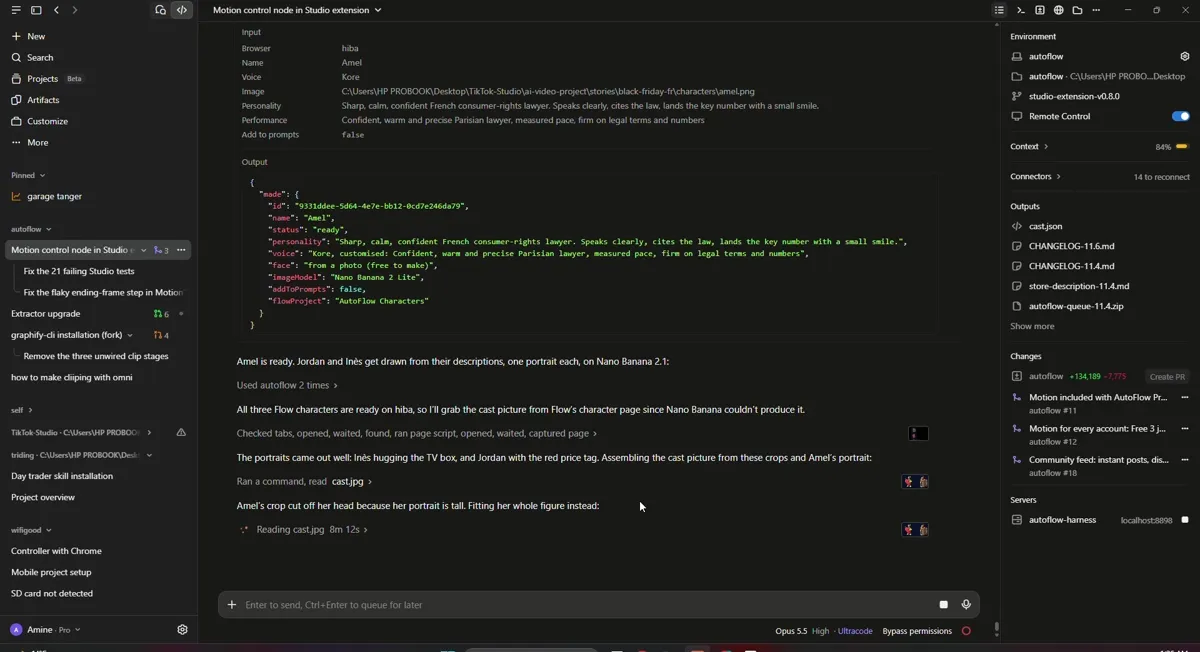 Motion control node in Studio extension
New
Search
Projects Beta
Artifacts
Customize
More
Pinned
garage tanger
autoflow
Motion control node in Studio e 3
Fix the 21 failing Studio tests
Fix the flaky ending-frame step in Motion
Extractor upgrade 6
graphify-cli installation (fork) 4
Remove the three unwired clip stages
how to make cliiping with omni
self
TikTok-Studio · C:\Users\HP PROBOO
triding · C:\Users\HP PROBOOK\Desk
Day trader skill installation
Project overview
wifigood
Controller with Chrome
Mobile project setup
SD card not detected
A Amine · Pro
Input
Browser hiba
Name Amel
Voice Kore
Image C:\Users\HP PROBOOK\Desktop\TikTok-Studio\ai-video-project\stories\black-friday-fr\characters\amel.png
Personality Sharp, calm, confident French consumer-rights lawyer. Speaks clearly, cites the law, lands the key number with a small smile.
Performance Confident, warm and precise Parisian lawyer, measured pace, firm on legal terms and numbers
Add to prompts false
Output
{
"made": {
"id": "9331ddee-5d64-4e7e-bb12-0cd7e246da79",
"name": "Amel",
"status": "ready",
"personality": "Sharp, calm, confident French consumer-rights lawyer. Speaks clearly, cites the law, lands the key number with a small smile.",
"voice": "Kore, customised: Confident, warm and precise Parisian lawyer, measured pace, firm on legal terms and numbers",
"face": "from a photo (free to make)",
"imageModel": "Nano Banana 2 Lite",
"addToPrompts": false,
"flowProject": "AutoFlow Characters"
}
}
Amel is ready. Jordan and Inès get drawn from their descriptions, one portrait each, on Nano Banana 2.1:
Used autoflow 2 times
All three Flow characters are ready on hiba, so I'll grab the cast picture from Flow's character page since Nano Banana couldn't produce it.
Checked tabs, opened, waited, found, ran page script, opened, waited, captured page
The portraits came out well: Inès hugging the TV box, and Jordan with the red price tag. Assembling the cast picture from these crops and Amel's portrait:
Ran a command, read cast.jpg
Amel's crop cut off her head because her portrait is tall. Fitting her whole figure instead:
Reading cast.jpg 8m 12s
Enter to send, Ctrl+Enter to queue for later
Opus 5.5 High · Ultracode Bypass permissions
Environment
autoflow
autoflow · C:\Users\HP PROBO...Desktop
studio-extension-v0.8.0
Remote Control
Context 84%
Connectors 14 to reconnect
Outputs
cast.json
CHANGELOG-11.6.md
CHANGELOG-11.4.md
store-description-11.4.md
autoflow-queue-11.4.zip
Show more
Changes
autoflow +134,189 -7,775 Create PR
Motion included with AutoFlow Pr...
autoflow #11
Motion for every account: Free 3 j...
autoflow #12
Community feed: instant posts, dis...
autoflow #18
Servers
autoflow-harness localhost:8898